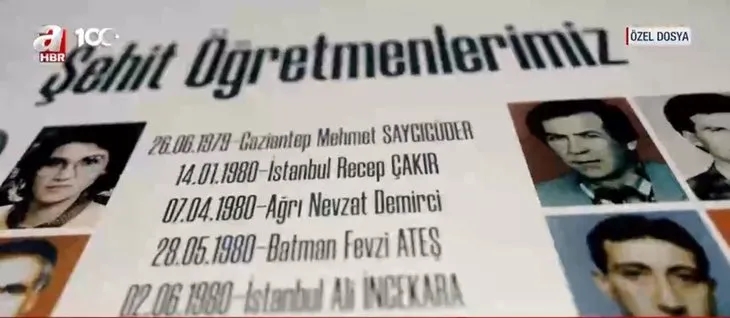 a
HBR
100
ÖZEL DOSYA
Şehit Öğretmenlerimiz
26.06.1979-Gaziantep Mehmet SAYCIGÜDER
14.01.1980-İstanbul Recep ÇAKIR
07.04.1980-Ağrı Nevzat Demirci
28.05.1980-Batman Fevzi ATEŞ
02.06.1980-İstanbul Ali İNCEKARA